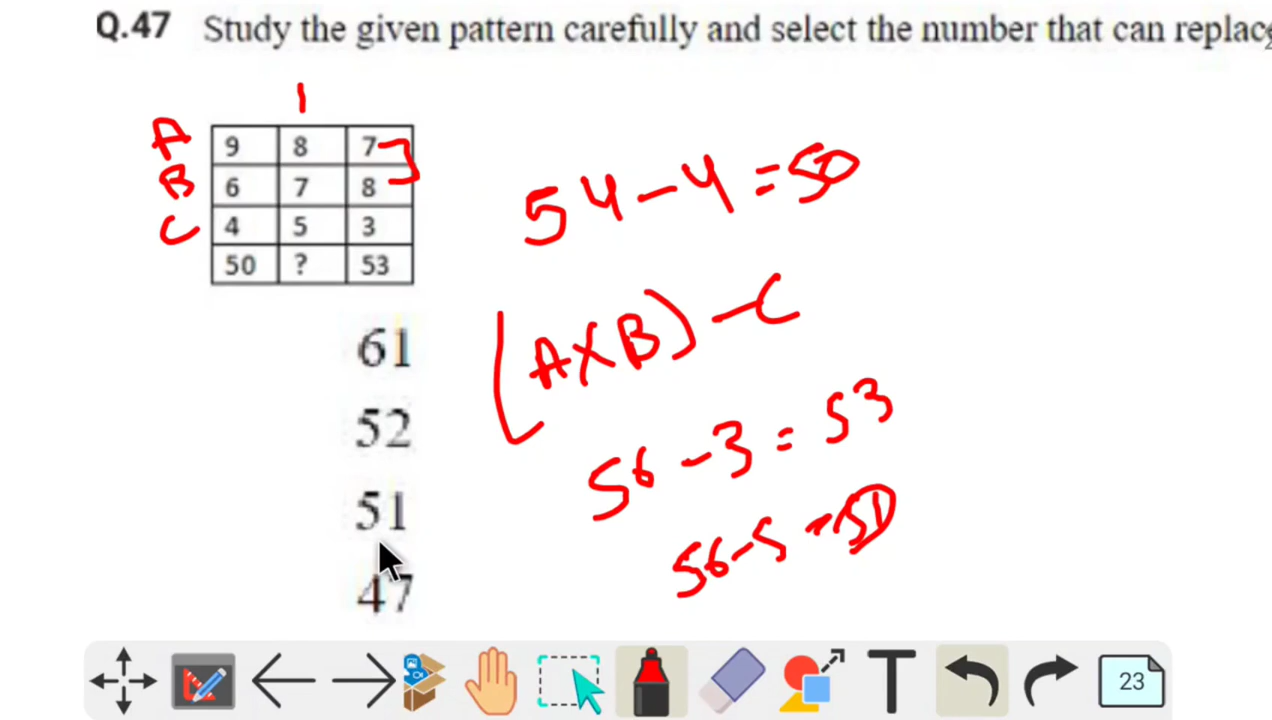 Q.47 Study the given pattern carefully and select the number that can replace
1
A 9 8 7
B 6 7 8
C 4 5 3
50 ? 53
54-4=50
(A×B)-C
56-3=53
56-5=51
61
52
51
47
T
23